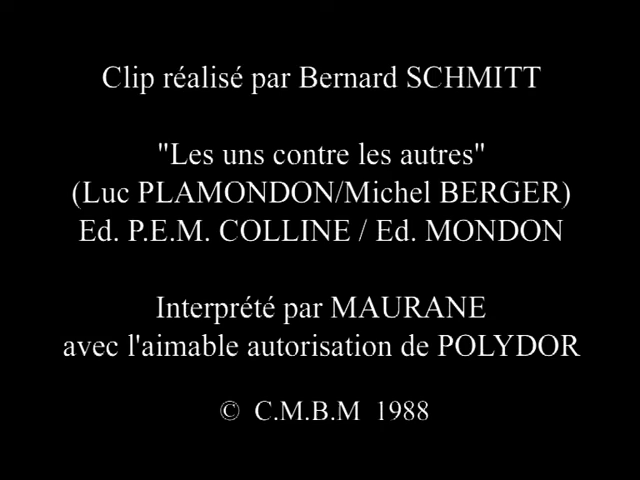 Clip réalisé par Bernard SCHMITT
"Les uns contre les autres"
(Luc PLAMONDON/Michel BERGER)
Ed. P.E.M. COLLINE / Ed. MONDON
Interprété par MAURANE
avec l'aimable autorisation de POLYDOR
© C.M.B.M 1988